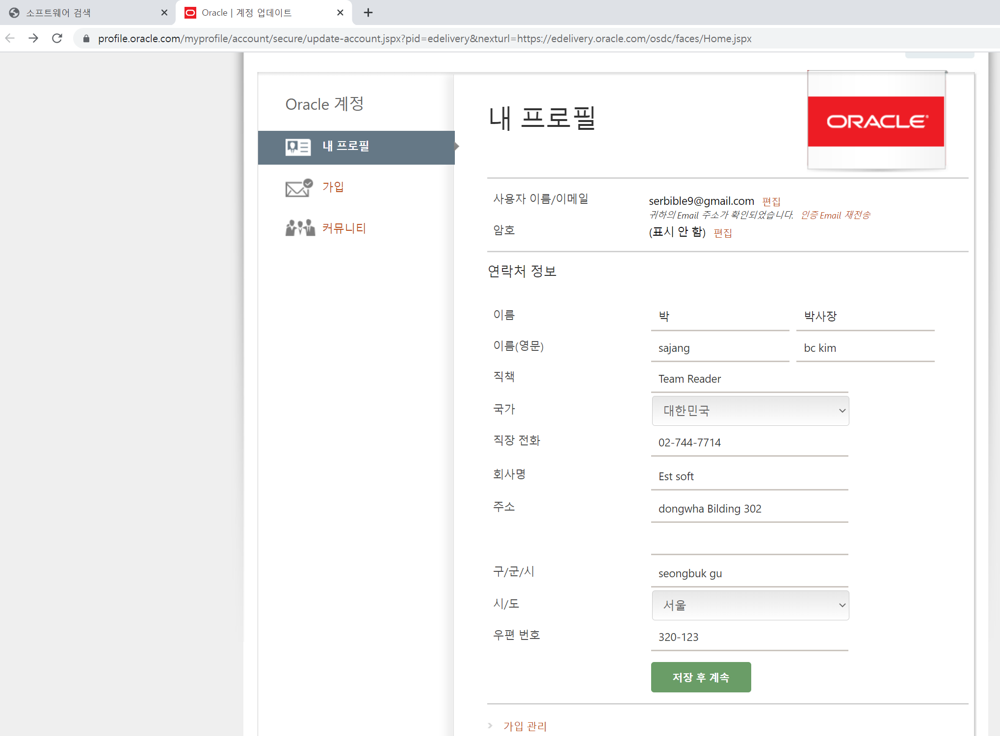 소프트웨어 검색
Oracle | 계정 업데이트
profile.oracle.com/myprofile/account/secure/update-account.jspx?pid=edelivery&nexturl=https://edelivery.oracle.com/osdc/faces/Home.jspx
Oracle 계정
내 프로필
가입
커뮤니티
내 프로필
ORACLE
사용자 이름/이메일 serbible9@gmail.com 편집
귀하의 Email 주소가 확인되었습니다. 인증 Email 재전송
암호 (표시 안 함) 편집
연락처 정보
이름 박 박사장
이름(영문) sajang bc kim
직책 Team Reader
국가 대한민국
직장 전화 02-744-7714
회사명 Est soft
주소 dongwha Bilding 302
구/군/시 seongbuk gu
시/도 서울
우편 번호 320-123
저장 후 계속
가입 관리